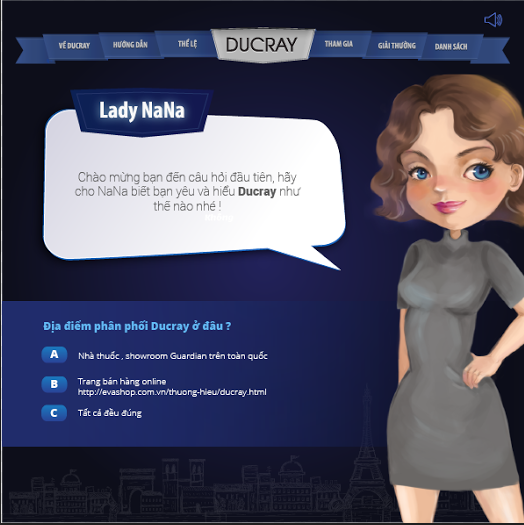 VỀ DUCRAY
HƯỚNG DẪN
THỂ LỆ
DUCRAY
THAM GIA
GIẢI THƯỞNG
DANH SÁCH
Lady NaNa
Chào mừng bạn đến câu hỏi đầu tiên, hãy
cho NaNa biết bạn yêu và hiểu Ducray như
thế nào nhé !
Địa điểm phân phối Ducray ở đâu ?
A Nhà thuốc , showroom Guardian trên toàn quốc
B Trang bán hàng online
http://evashop.com.vn/thuong-hieu/ducray.html
C Tất cả đều đúng